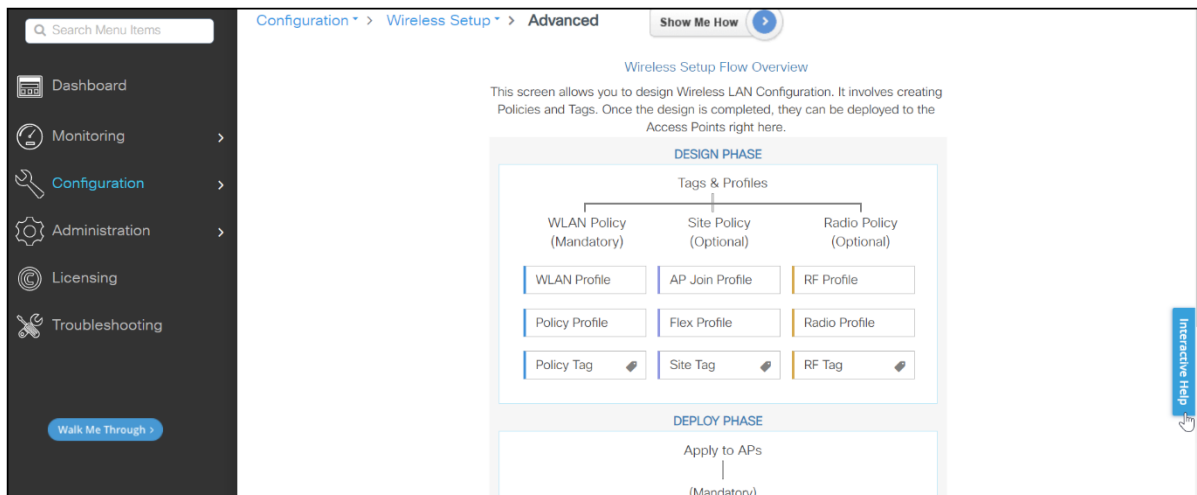 Search Menu Items
Dashboard
Monitoring
Configuration
Administration
Licensing
Troubleshooting
Walk Me Through >
Configuration > Wireless Setup > Advanced
Show Me How
Wireless Setup Flow Overview
This screen allows you to design Wireless LAN Configuration. It involves creating
Policies and Tags. Once the design is completed, they can be deployed to the
Access Points right here.
DESIGN PHASE
Tags & Profiles
WLAN Policy
(Mandatory)
Site Policy
(Optional)
Radio Policy
(Optional)
WLAN Profile
AP Join Profile
RF Profile
Policy Profile
Flex Profile
Radio Profile
Policy Tag
Site Tag
RF Tag
DEPLOY PHASE
Apply to APs
(Mandatory)
Interactive Help